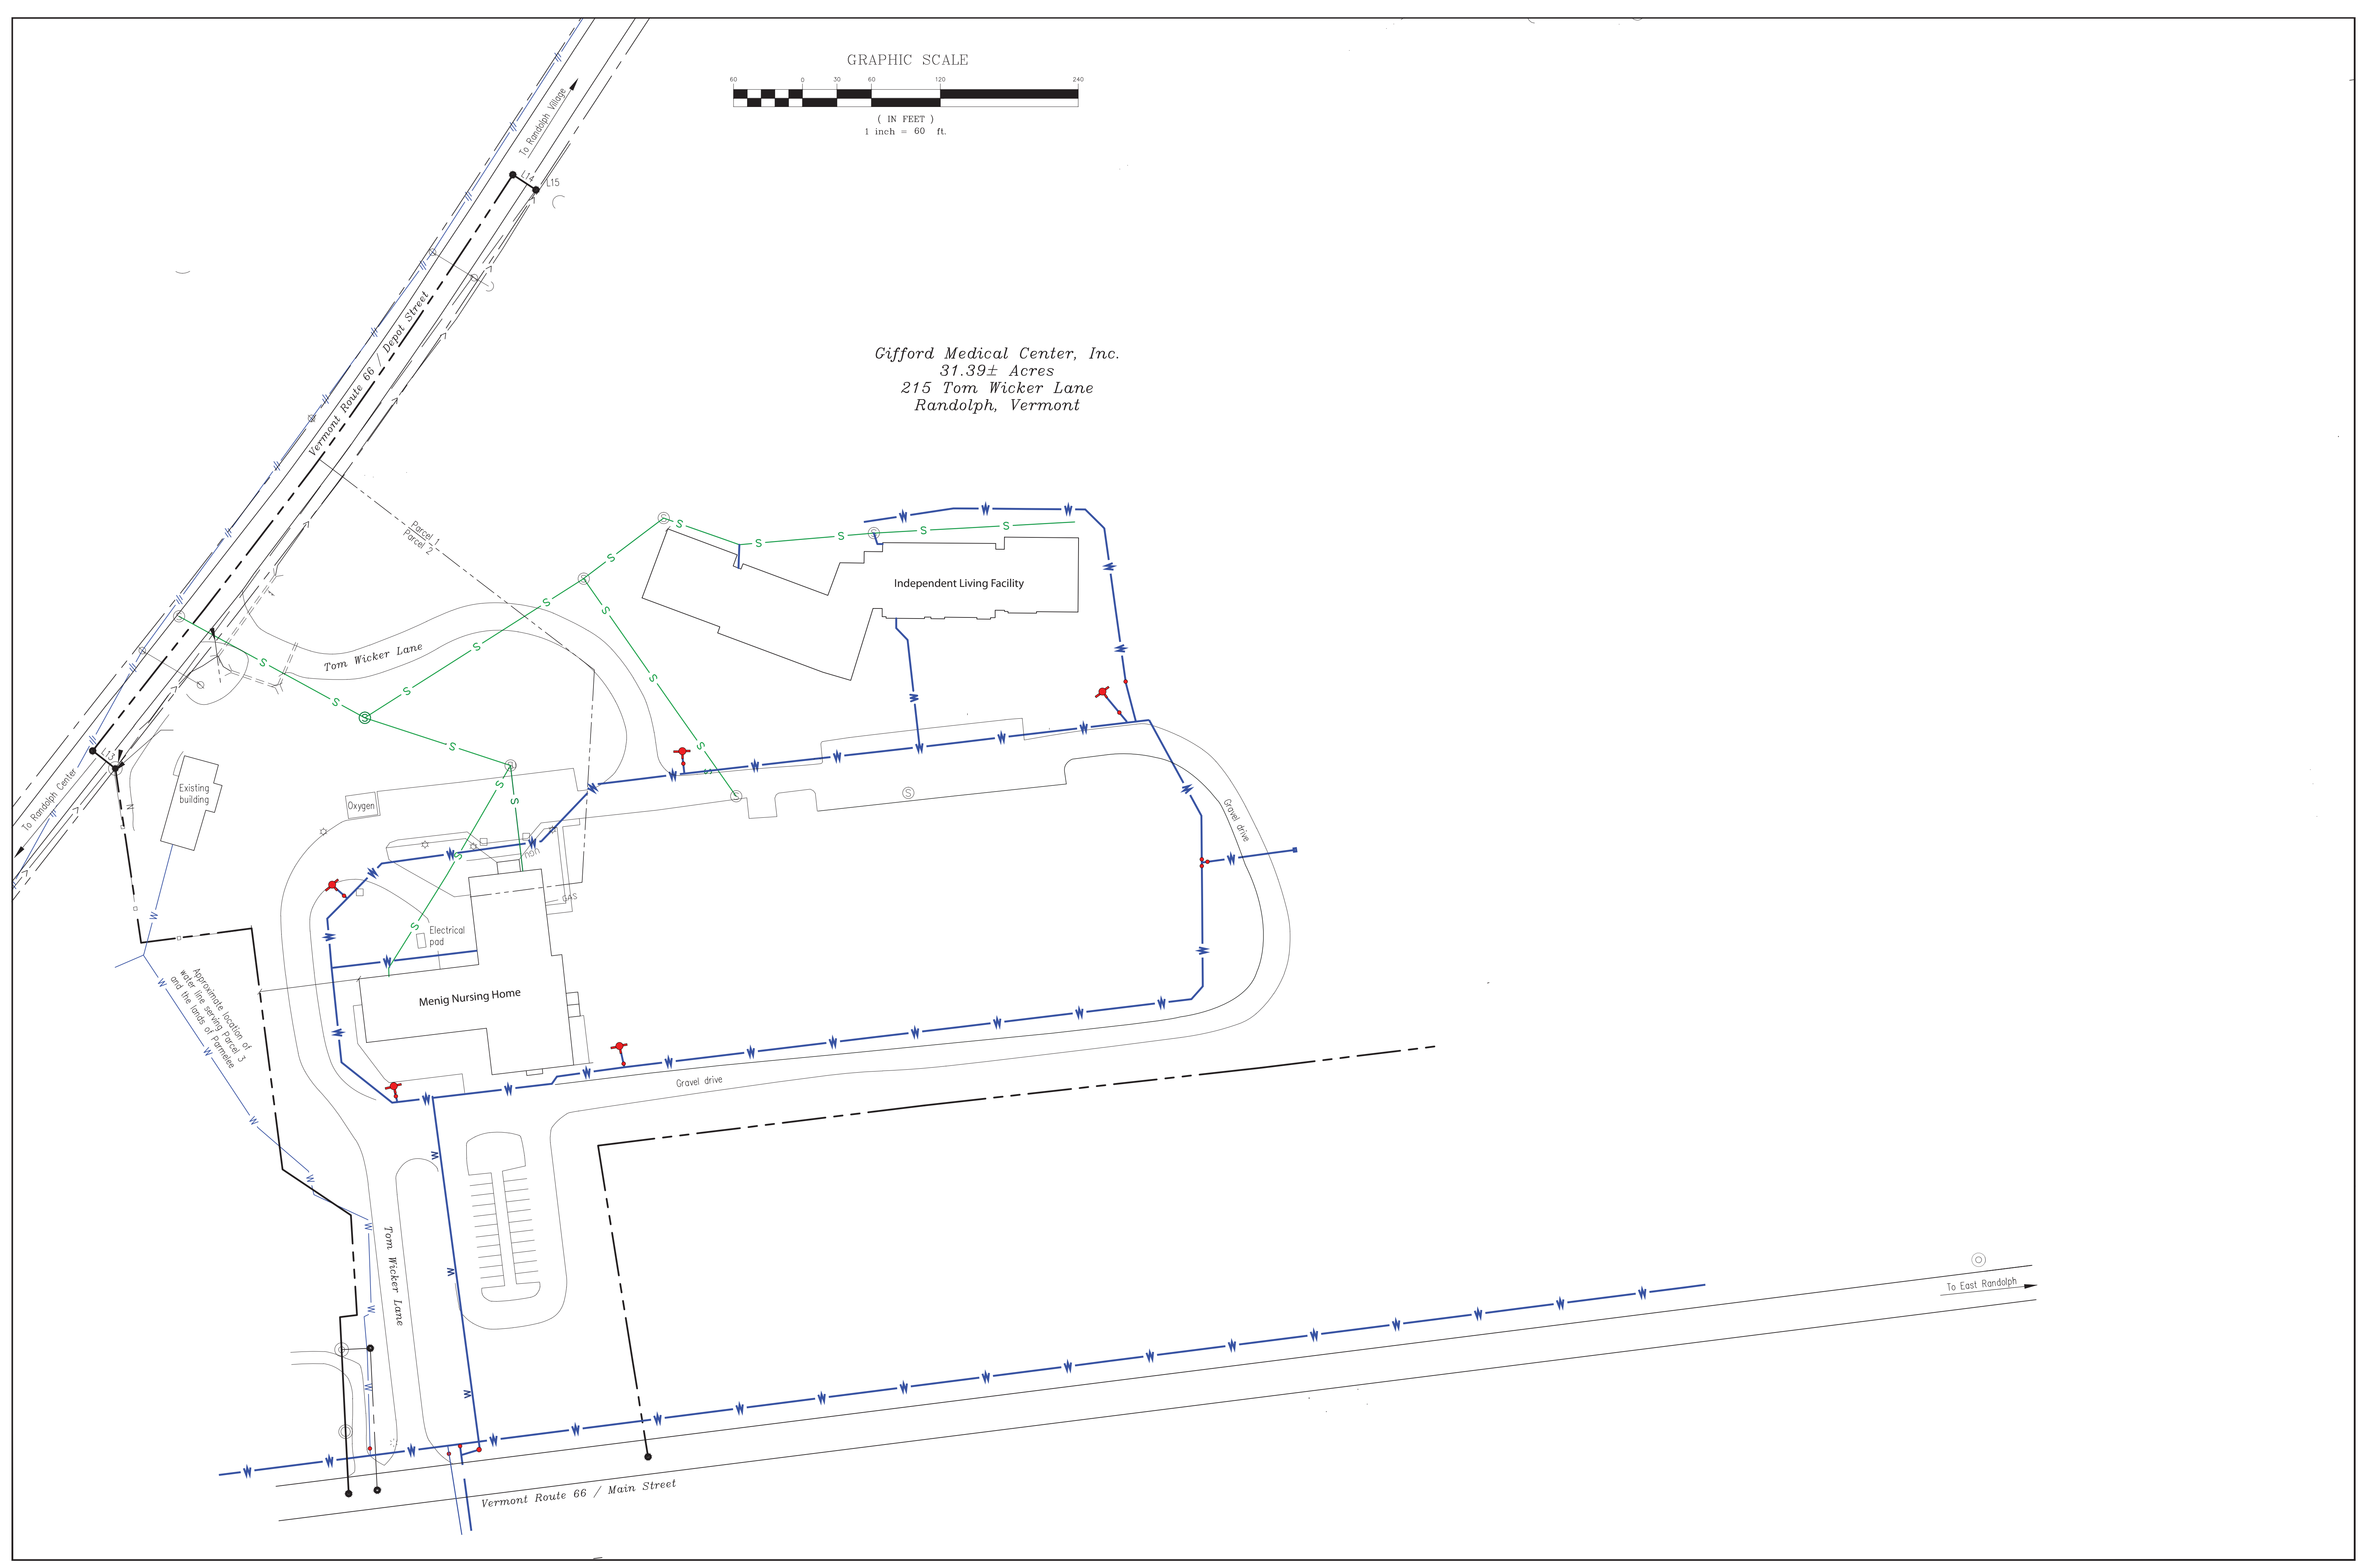 GRAPHIC SCALE
60 0 30 60 120 240
( IN FEET )
1 inch = 60 ft.
To Randolph Village
L14
L15
Vermont Route 66 / Depot Street
Gifford Medical Center, Inc.
31.39± Acres
215 Tom Wicker Lane
Randolph, Vermont
Parcel 1
Parcel 2
Independent Living Facility
Tom Wicker Lane
L13
To Randolph Center
Existing
building
Oxygen
Gravel drive
GAS
Electrical
pad
Menig Nursing Home
Approximate location of
water line serving Parcel 3
and the lands of Parmelee
Gravel drive
Tom Wicker Lane
To East Randolph
Vermont Route 66 / Main Street